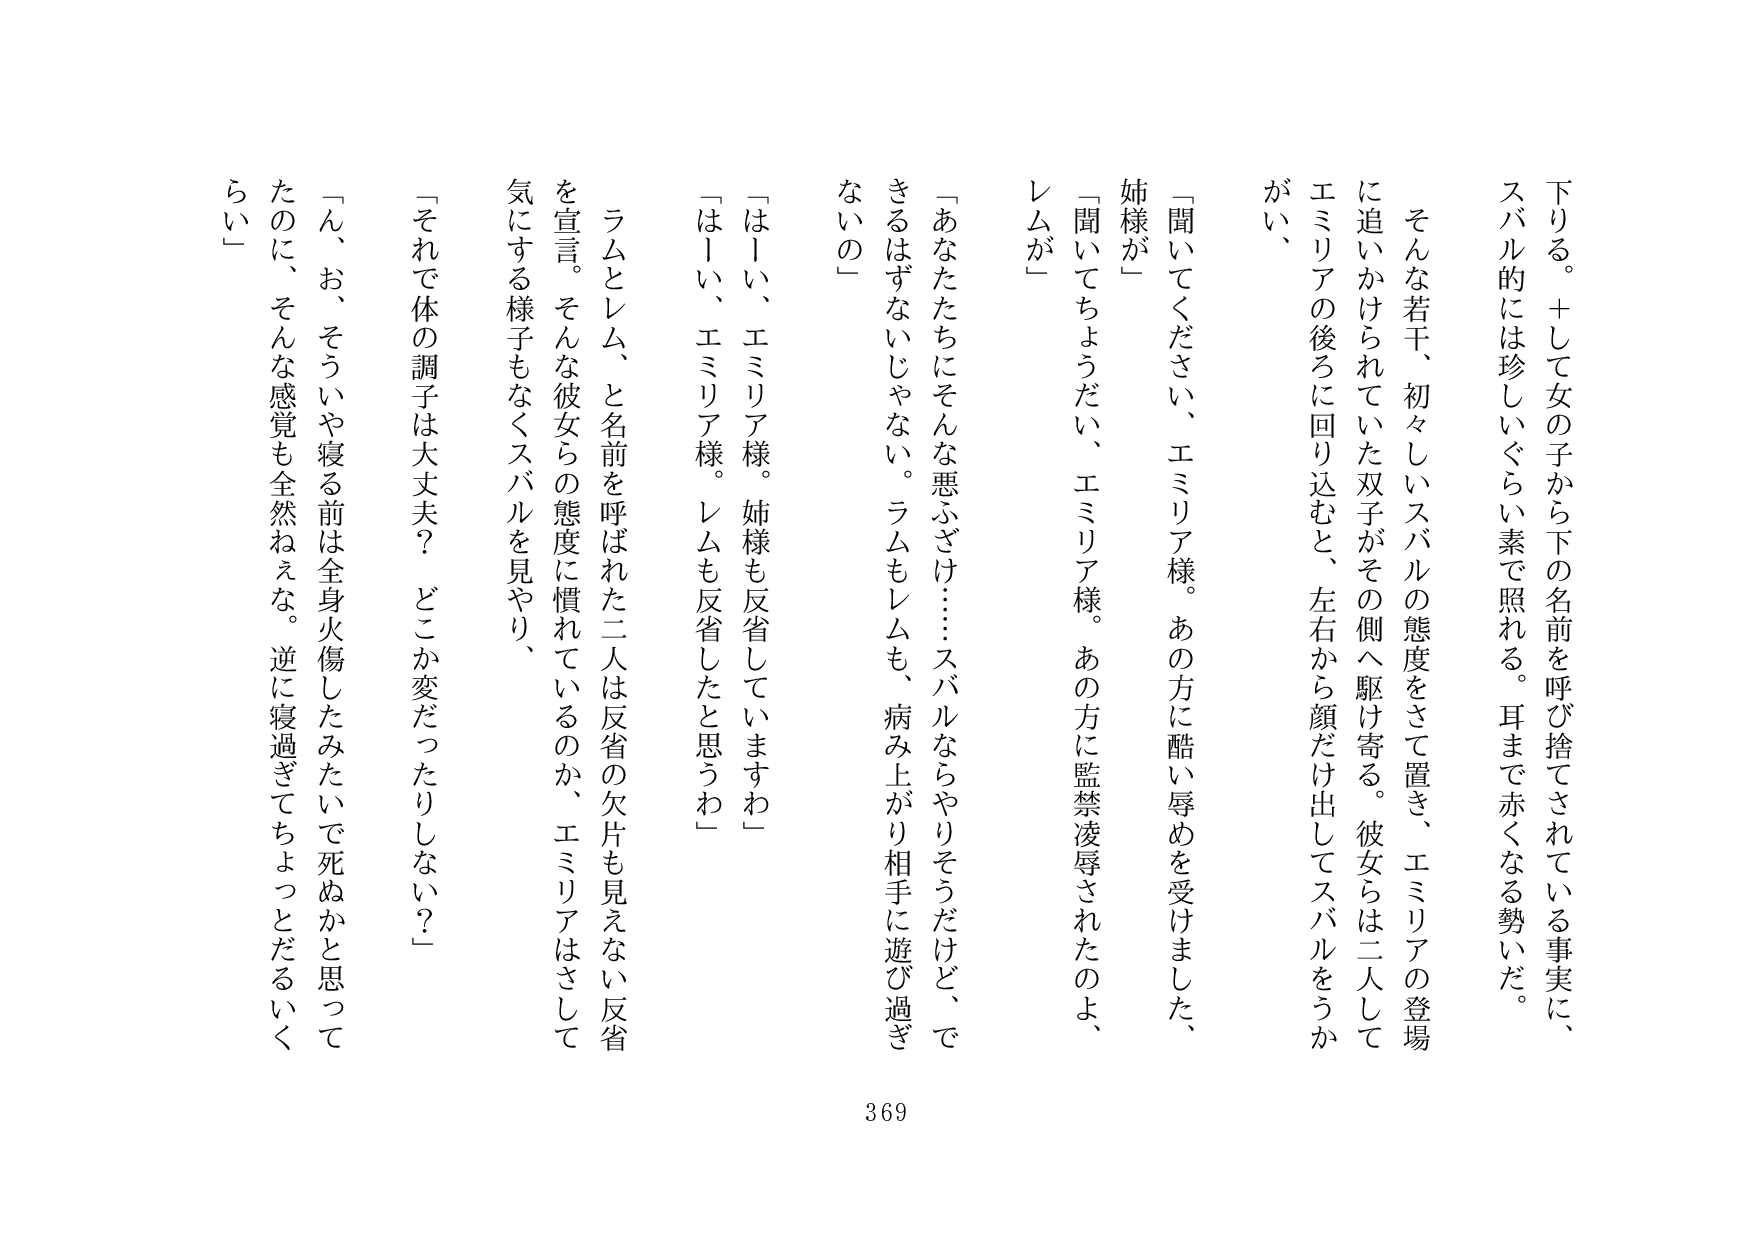 下りる。＋して女の子から下の名前を呼び捨てされている事実に、
スバル的には珍しいぐらい素で照れる。耳まで赤くなる勢いだ。
そんな若干、初々しいスバルの態度をさて置き、エミリアの登場
に追いかけられていた双子がその側へ駆け寄る。彼女らは二人して
エミリアの後ろに回り込むと、左右から顔だけ出してスバルをうか
がい、
「聞いてください、エミリア様。あの方に酷い辱めを受けました、
姉様が」
「聞いてちょうだい、エミリア様。あの方に監禁凌辱されたのよ、
レムが」
「あなたたちにそんな悪ふざけ……スバルならやりそうだけど、で
きるはずないじゃない。ラムもレムも、病み上がり相手に遊び過ぎ
ないの」
「はーい、エミリア様。姉様も反省していますわ」
「はーい、エミリア様。レムも反省したと思うわ」
ラムとレム、と名前を呼ばれた二人は反省の欠片も見えない反省
を宣言。そんな彼女らの態度に慣れているのか、エミリアはさして
気にする様子もなくスバルを見やり、
「それで体の調子は大丈夫？　どこか変だったりしない？」
「ん、お、そういや寝る前は全身火傷したみたいで死ぬかと思って
たのに、そんな感覚も全然ねぇな。逆に寝過ぎてちょっとだるいく
らい」
369